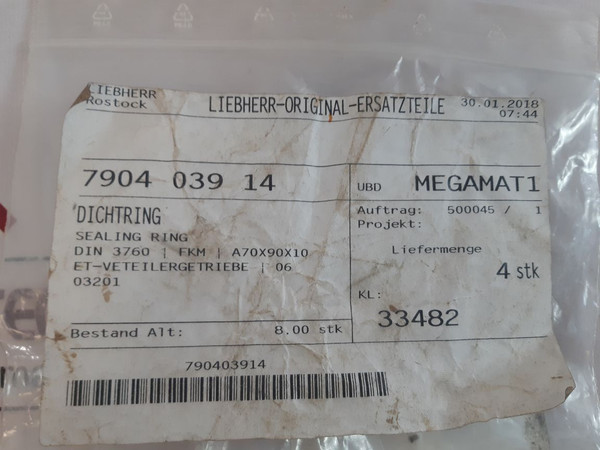 LIEBHERR
Rostock
LIEBHERR-ORIGINAL-ERSATZTEILE
30.01.2018
07:44
7904 039 14
UBD MEGAMAT1
DICHTRING
SEALING RING
DIN 3760 | FKM | A70X90X10
ET-VETEILERGETRIEBE | 06
03201
Auftrag: 500045 / 1
Projekt:
Liefermenge
4 stk
KL:
33482
Bestand Alt: 8.00 stk
790403914